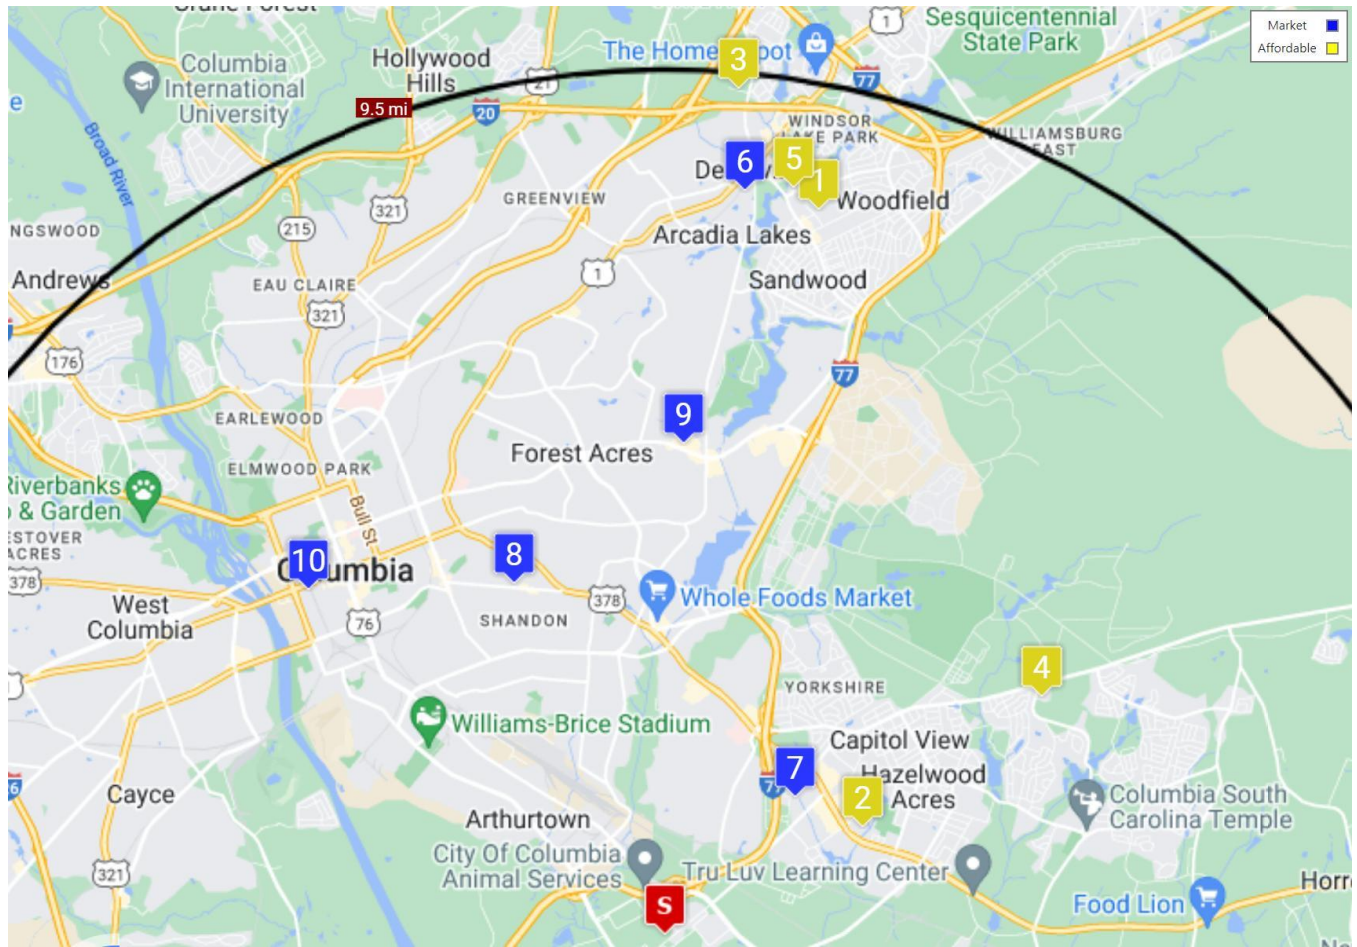 Sesquicentennial
State Park
Market
Affordable
1
Hollywood
Hills
The Home
pot
3
77
21
Columbia
International
University
9.5 mi
20
WINDSOR
LAKE PARK
WILLIAMSBURG
EAST
Broad River
6
5
1
Woodfield
321
GREENVIEW
215
NGSWOOD
Arcadia Lakes
Andrews
EAU CLAIRE
1
Sandwood
321
176
77
EARLEWOOD
9
Forest Acres
ELMWOOD PARK
Riverbanks
o & Garden
Bull St
ESTOVER
ACRES
10
Columbia
8
378
378
Whole Foods Market
West
Columbia
76
SHANDON
4
1
YORKSHIRE
Williams-Brice Stadium
Capitol View
7
77
Hazelwood
Acres
2
26
Cayce
Columbia South
Carolina Temple
Arthurtown
City Of Columbia
Animal Services
321
Tru Luv Learning Center
Horr
S
Food Lion